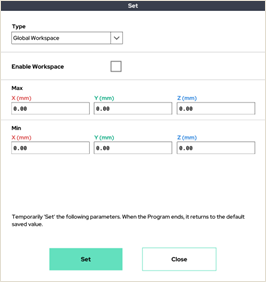 Set
Type
Global Workspace
Enable Workspace
Max
X (mm) Y (mm) Z (mm)
0.00 0.00 0.00
Min
X (mm) Y (mm) Z (mm)
0.00 0.00 0.00
Temporarily 'Set' the following parameters. When the Program ends, it returns to the default
saved value.
Set Close